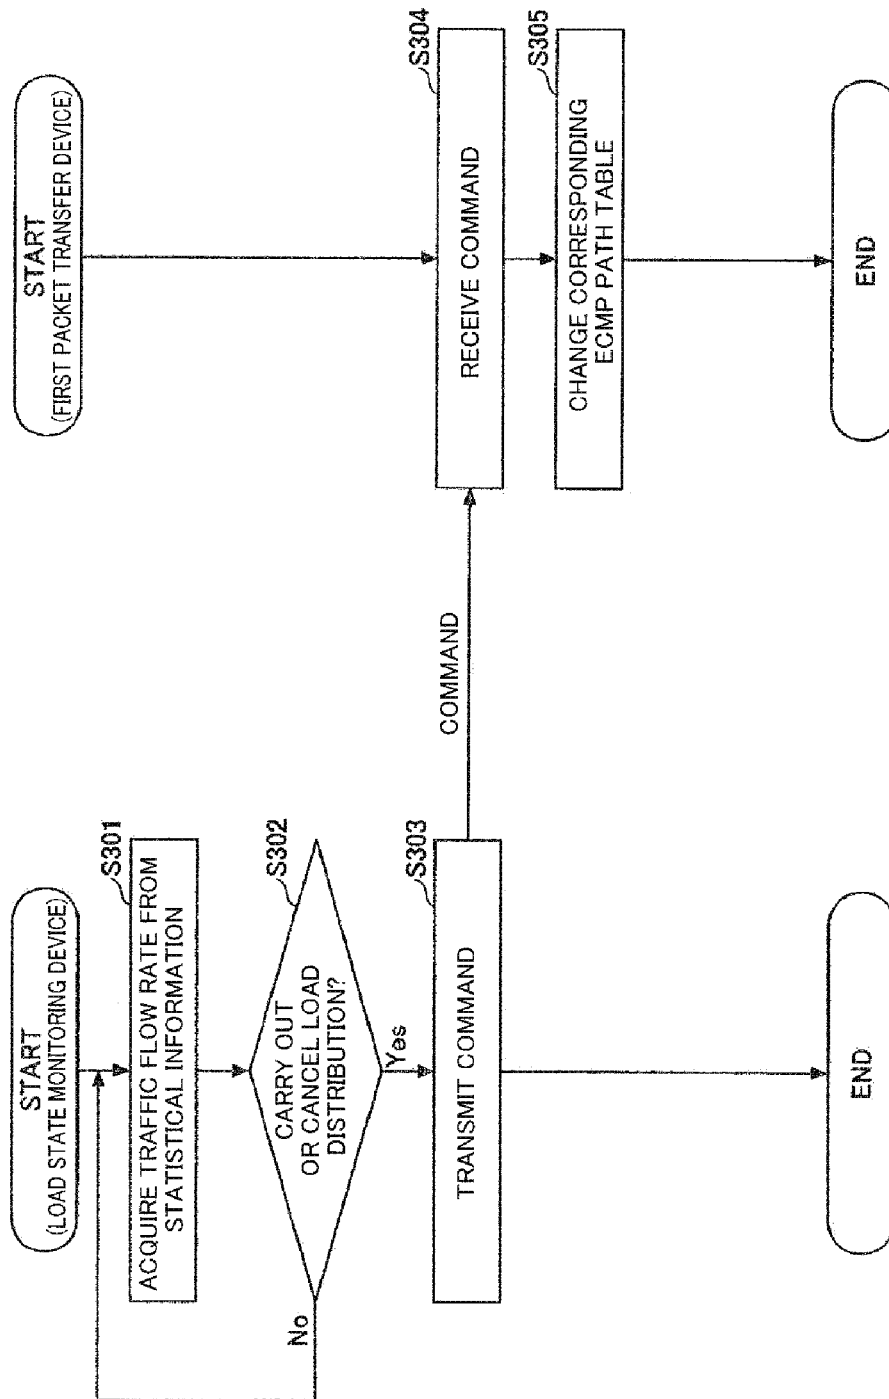 START
(LOAD STATE MONITORING DEVICE)
S301
ACQUIRE TRAFFIC FLOW RATE FROM
STATISTICAL INFORMATION
S302
CARRY OUT
OR CANCEL LOAD
DISTRIBUTION?
No
Yes
S303
TRANSMIT COMMAND
END
COMMAND
START
(FIRST PACKET TRANSFER DEVICE)
S304
RECEIVE COMMAND
S305
CHANGE CORRESPONDING
ECMP PATH TABLE
END